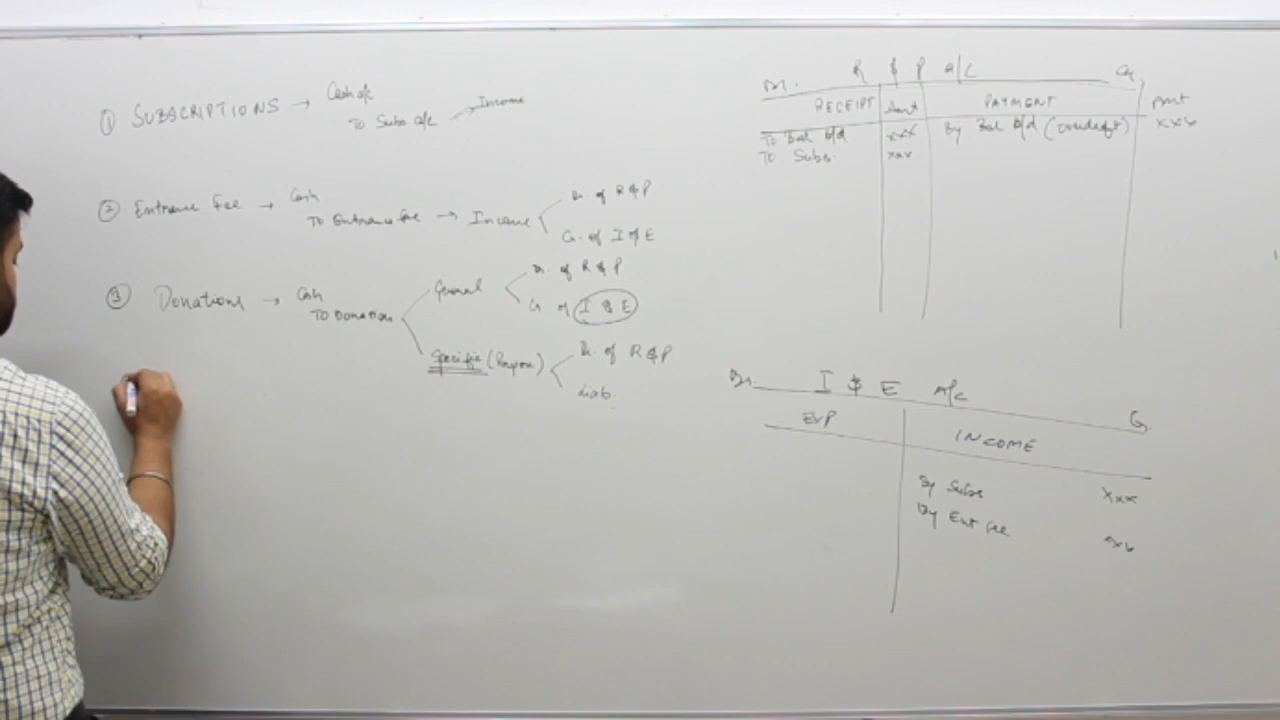 ① SUBSCRIPTIONS → Cash a/c
To Subs a/c → Income
② Entrance fee → Cash
To Entrance fee → Income
Dr. of R & P
Cr. of I & E
③ Donations → Cash
TO Donation
General
Dr. of R & P
Cr of I & E
Specific (Purpose)
Dr. of R & P
Liab.
R & P A/C
Dr. Cr
RECEIPT Amt PAYMENT Amt
To Bal b/d xxx By Bal b/d (overdraft) xxx
To Subs. xxx
Dr. I & E A/C Cr.
EXP INCOME
By Subs xxx
By Ent fee xxx